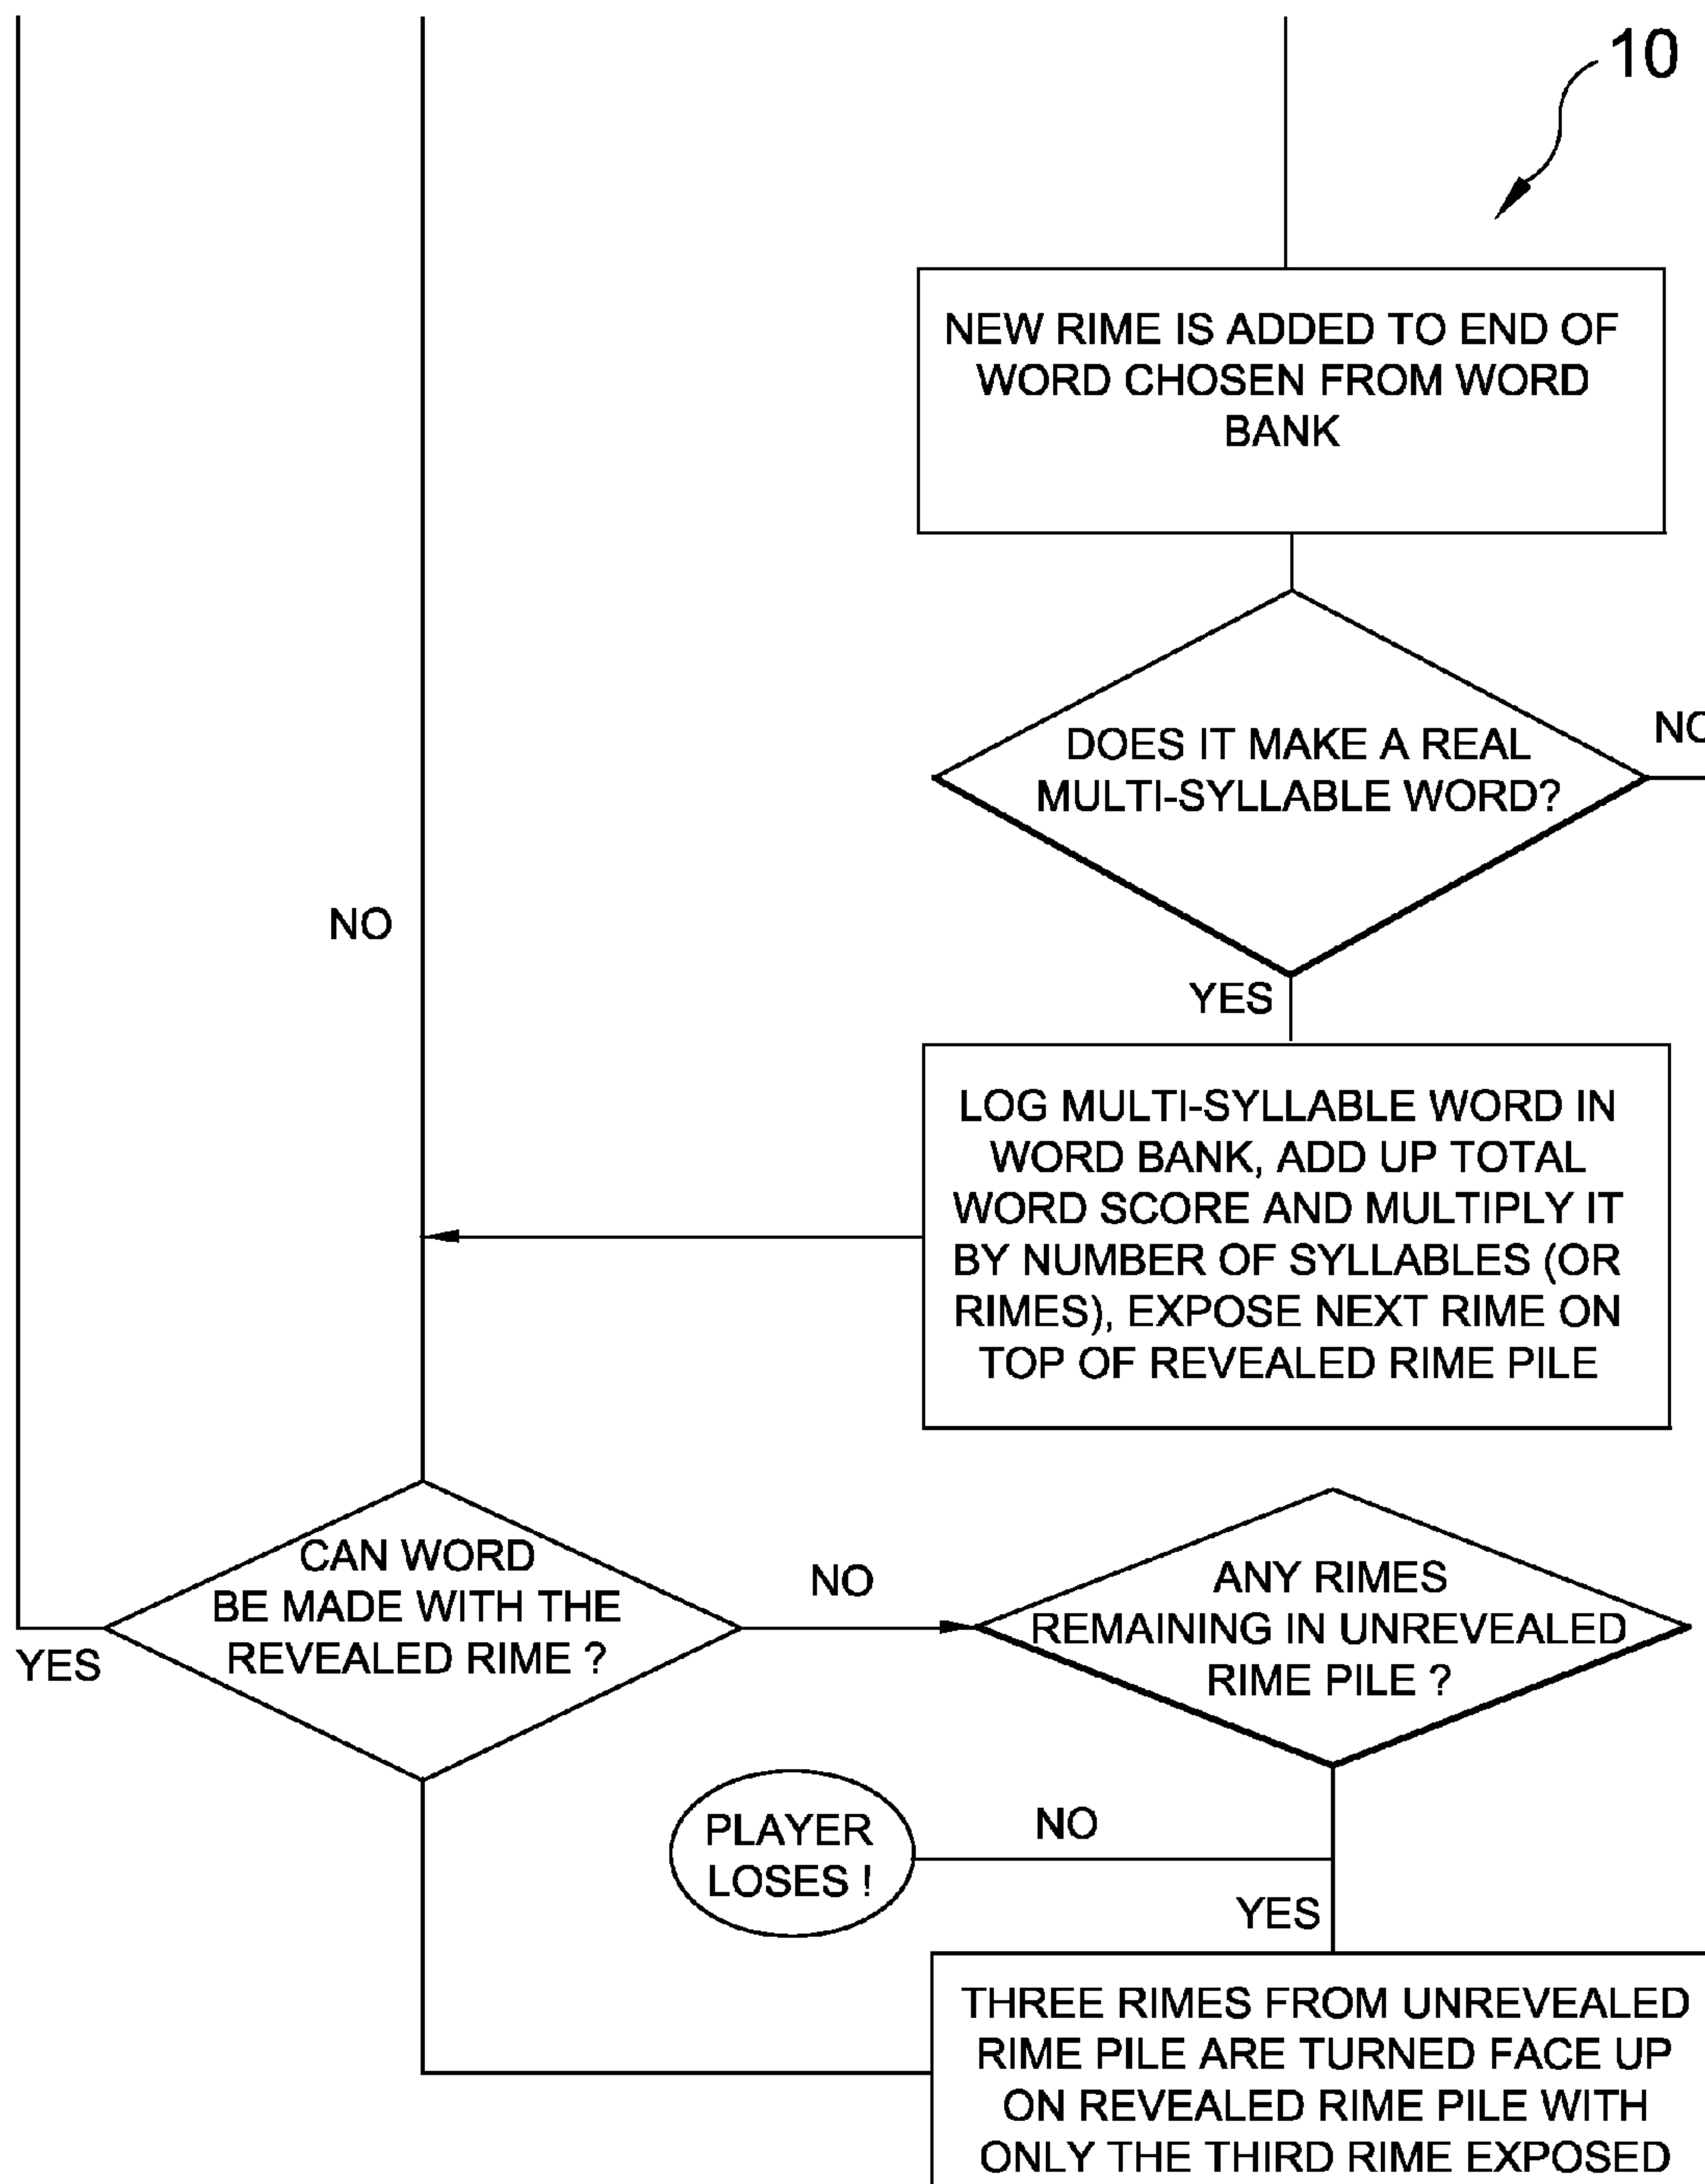 10
NEW RIME IS ADDED TO END OF
WORD CHOSEN FROM WORD
BANK
DOES IT MAKE A REAL
MULTI-SYLLABLE WORD?
NO
NO
YES
LOG MULTI-SYLLABLE WORD IN
WORD BANK, ADD UP TOTAL
WORD SCORE AND MULTIPLY IT
BY NUMBER OF SYLLABLES (OR
RIMES), EXPOSE NEXT RIME ON
TOP OF REVEALED RIME PILE
CAN WORD
BE MADE WITH THE
REVEALED RIME ?
YES
NO
ANY RIMES
REMAINING IN UNREVEALED
RIME PILE ?
PLAYER
LOSES !
NO
YES
THREE RIMES FROM UNREVEALED
RIME PILE ARE TURNED FACE UP
ON REVEALED RIME PILE WITH
ONLY THE THIRD RIME EXPOSED